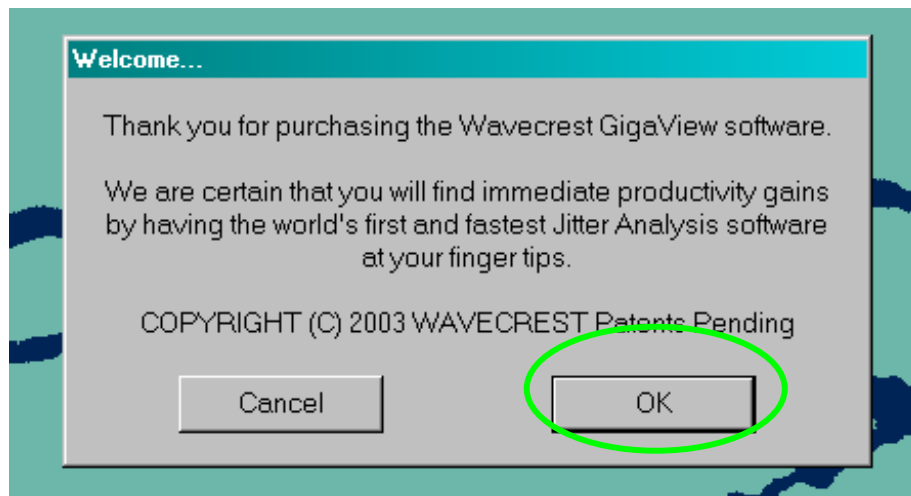 Welcome...
Thank you for purchasing the Wavecrest GigaView software.
We are certain that you will find immediate productivity gains
by having the world's first and fastest Jitter Analysis software
at your finger tips.
COPYRIGHT (C) 2003 WAVECREST Patents Pending
Cancel
OK